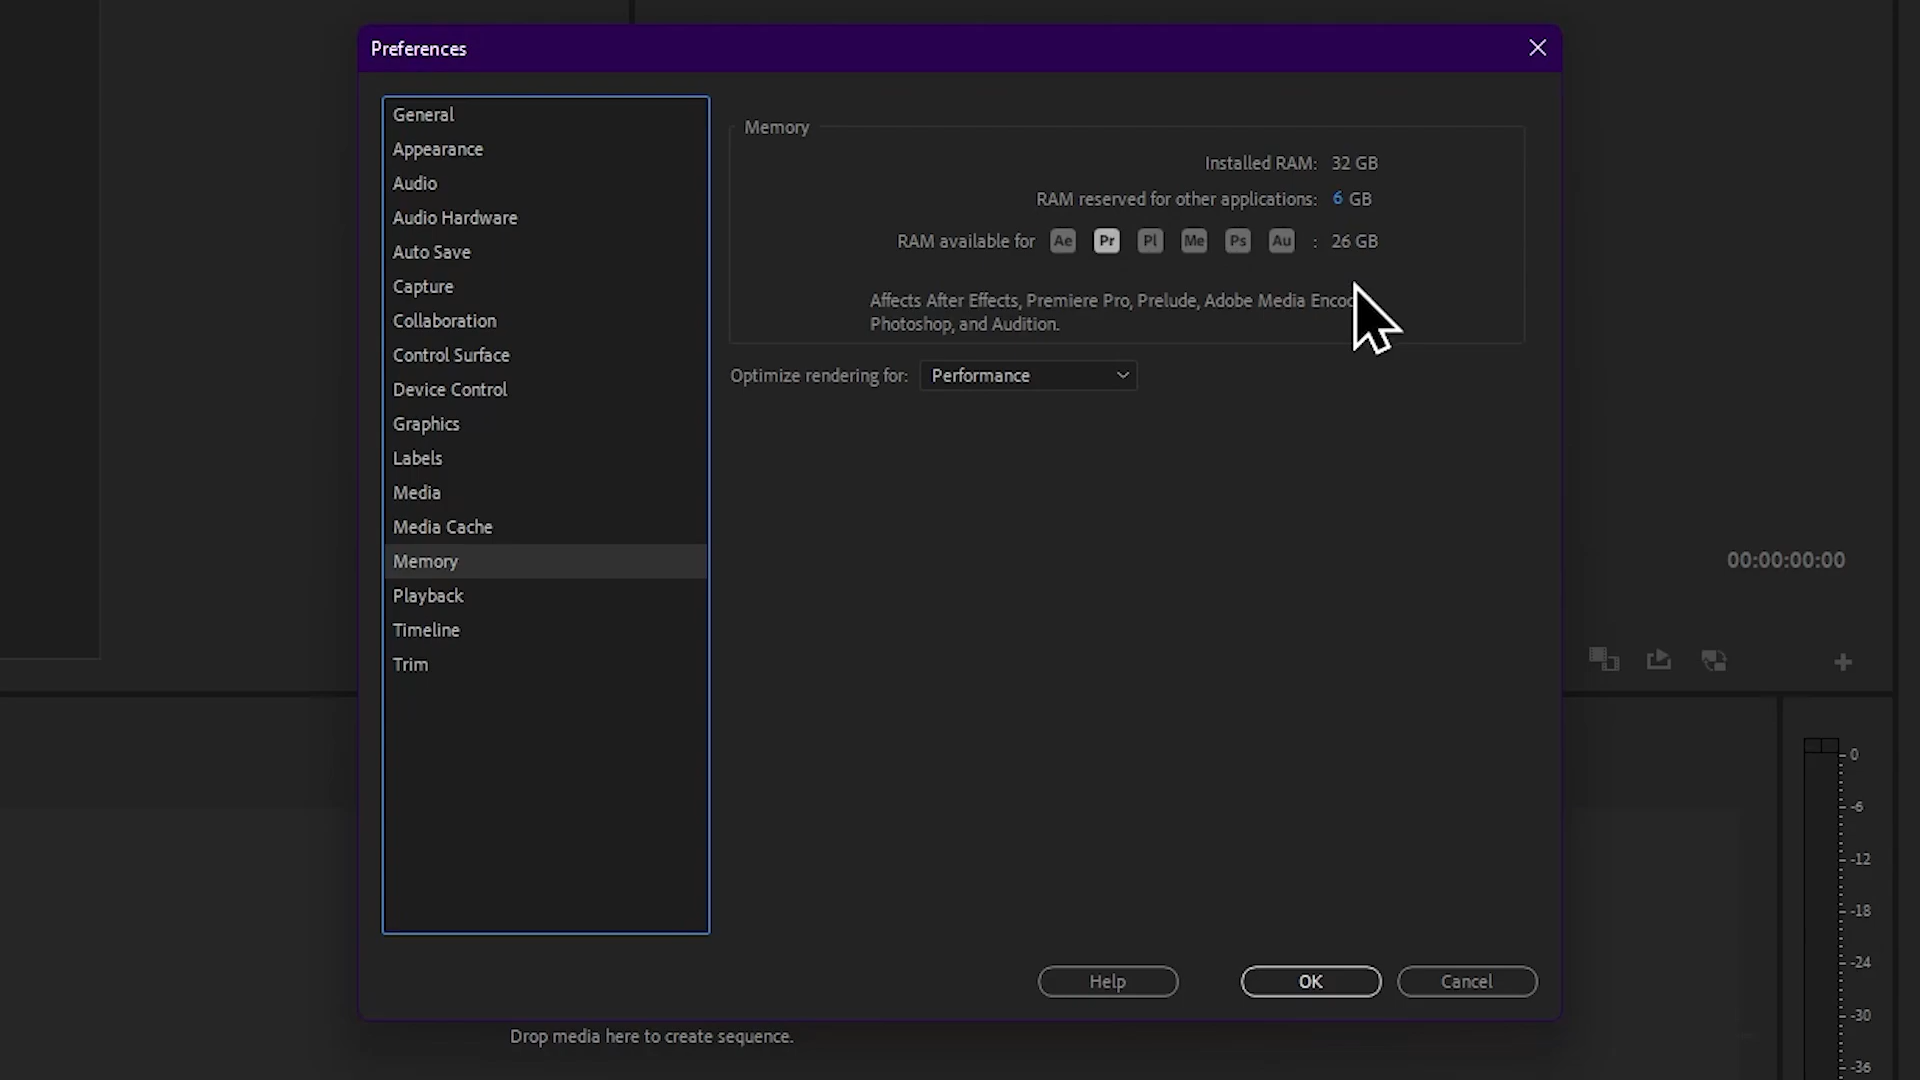 Preferences
General
Appearance
Audio
Audio Hardware
Auto Save
Capture
Collaboration
Control Surface
Device Control
Graphics
Labels
Media
Media Cache
Memory
Playback
Timeline
Trim
Memory
Installed RAM: 32 GB
RAM reserved for other applications: 6 GB
RAM available for Ae Pr Pl Me Ps Au : 26 GB
Affects After Effects, Premiere Pro, Prelude, Adobe Media
Photoshop, and Audition.
Optimize rendering for: Performance
Help OK Cancel
00:00:00:00
0
-6
-12
-18
-24
-30
-36
Drop media here to create sequence.